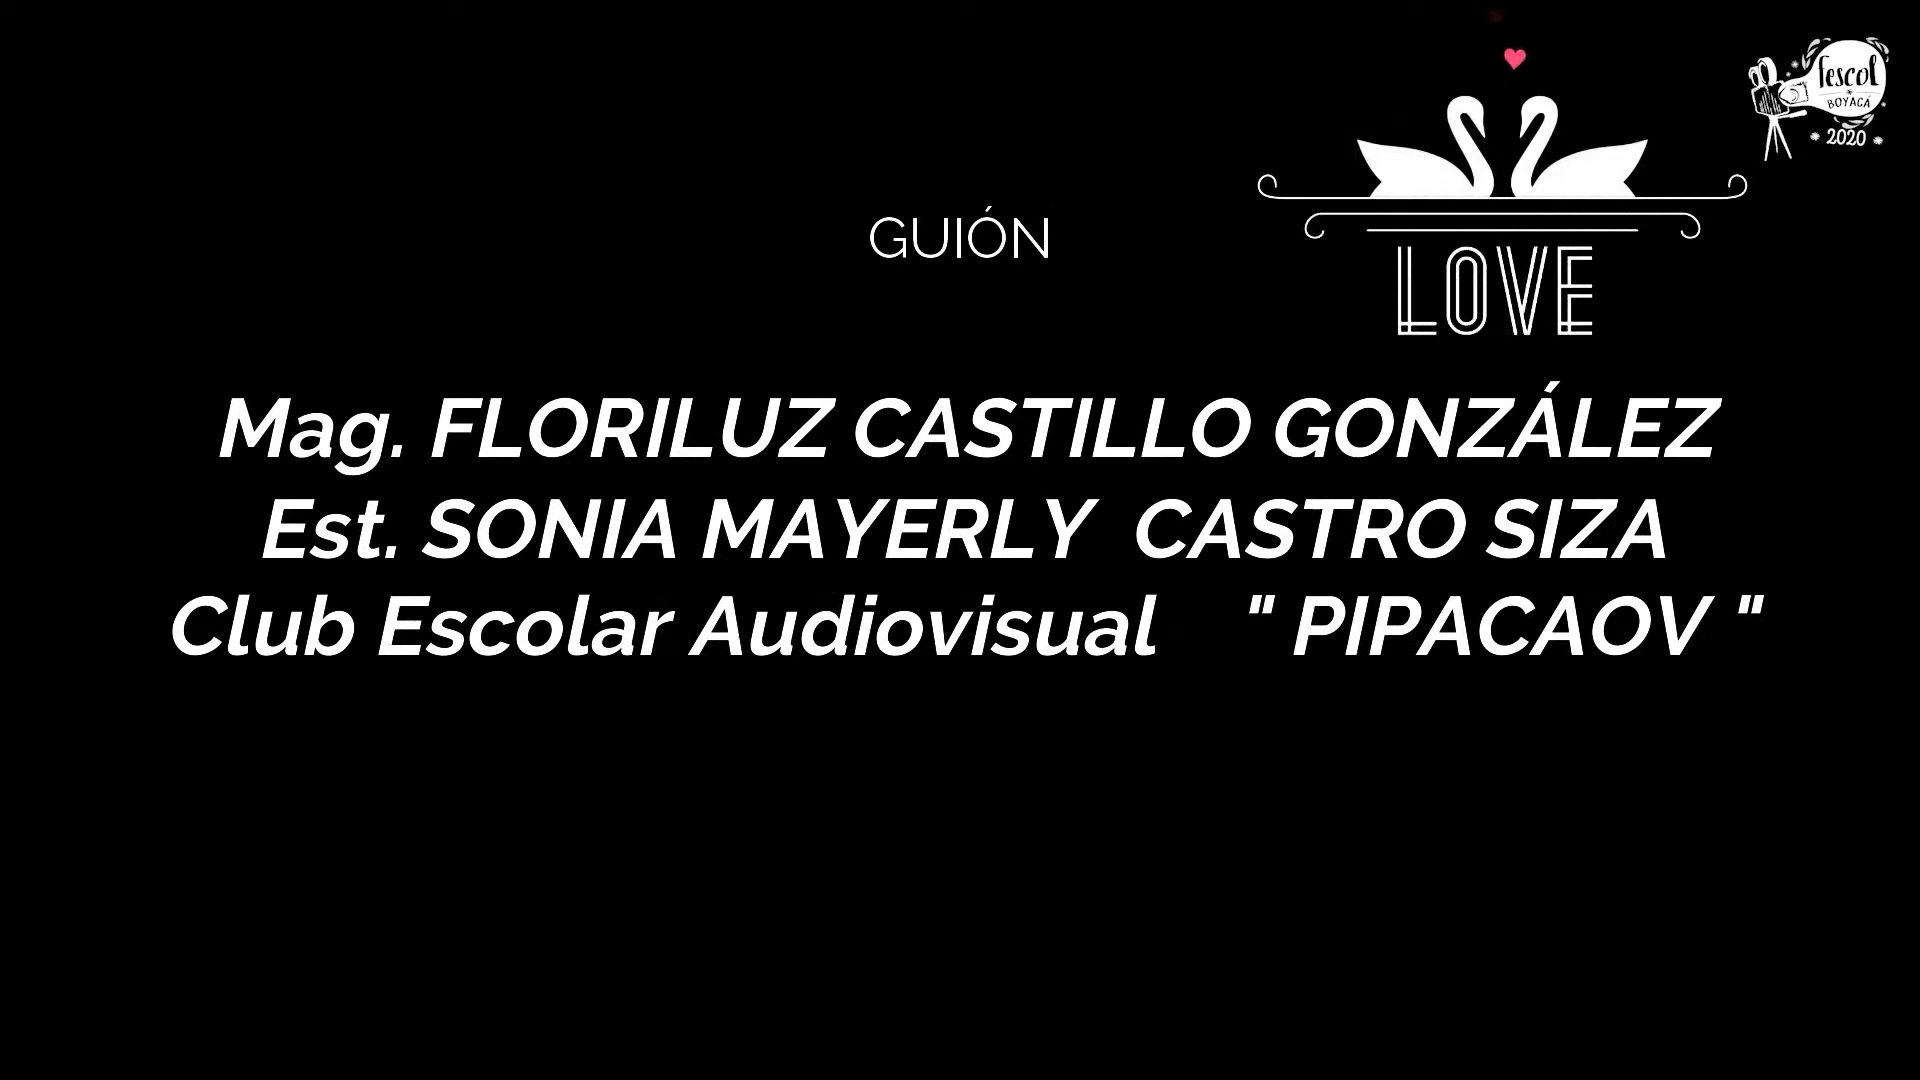 fescol
BOYACÁ
2020
GUIÓN
LOVE
Mag. FLORILUZ CASTILLO GONZÁLEZ
Est. SONIA MAYERLY CASTRO SIZA
Club Escolar Audiovisual " PIPACAOV "